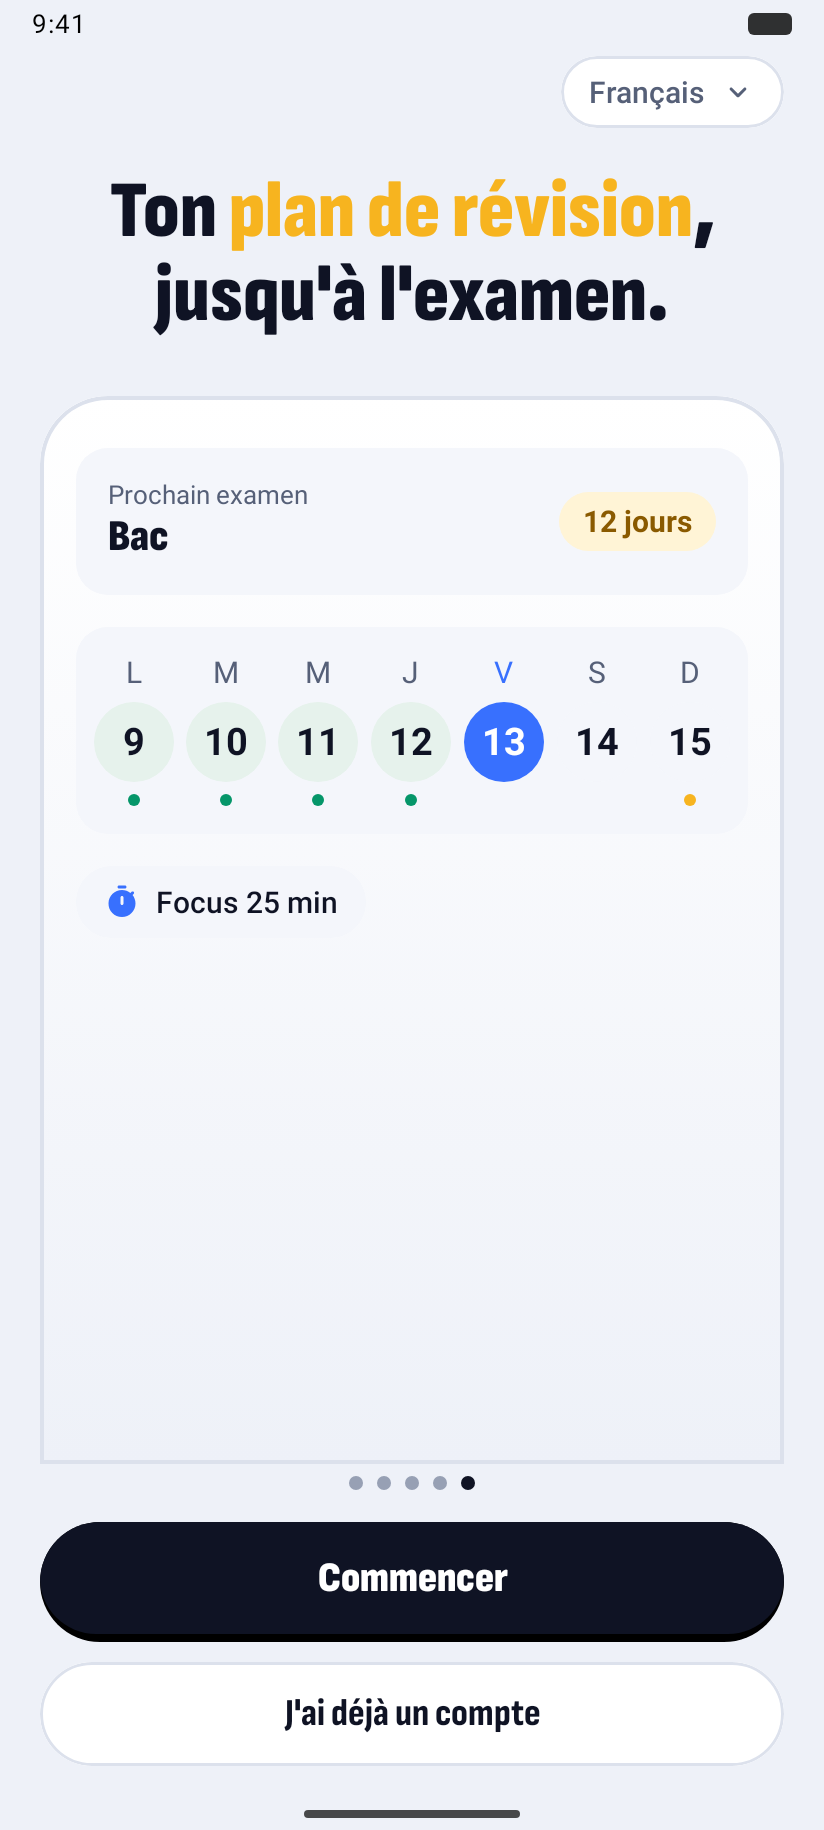 9:41
Français
Ton plan de révision,
jusqu'à l'examen.
Prochain examen
Bac
12 jours
L M M J V S D
9 10 11 12 13 14 15
Focus 25 min
Commencer
J'ai déjà un compte